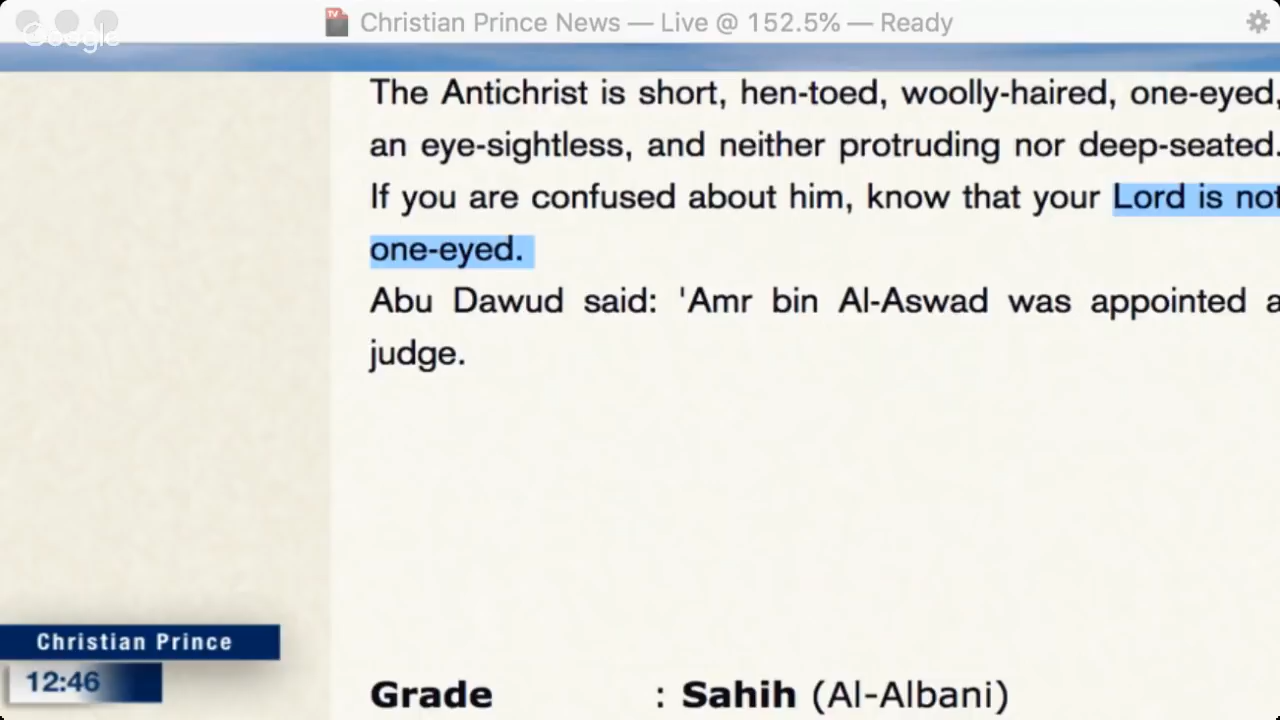 Google
Christian Prince News — Live @ 152.5% — Ready
The Antichrist is short, hen-toed, woolly-haired, one-eyed,
an eye-sightless, and neither protruding nor deep-seated.
If you are confused about him, know that your Lord is not
one-eyed.
Abu Dawud said: 'Amr bin Al-Aswad was appointed a
judge.
Christian Prince
12:46
Grade : Sahih (Al-Albani)